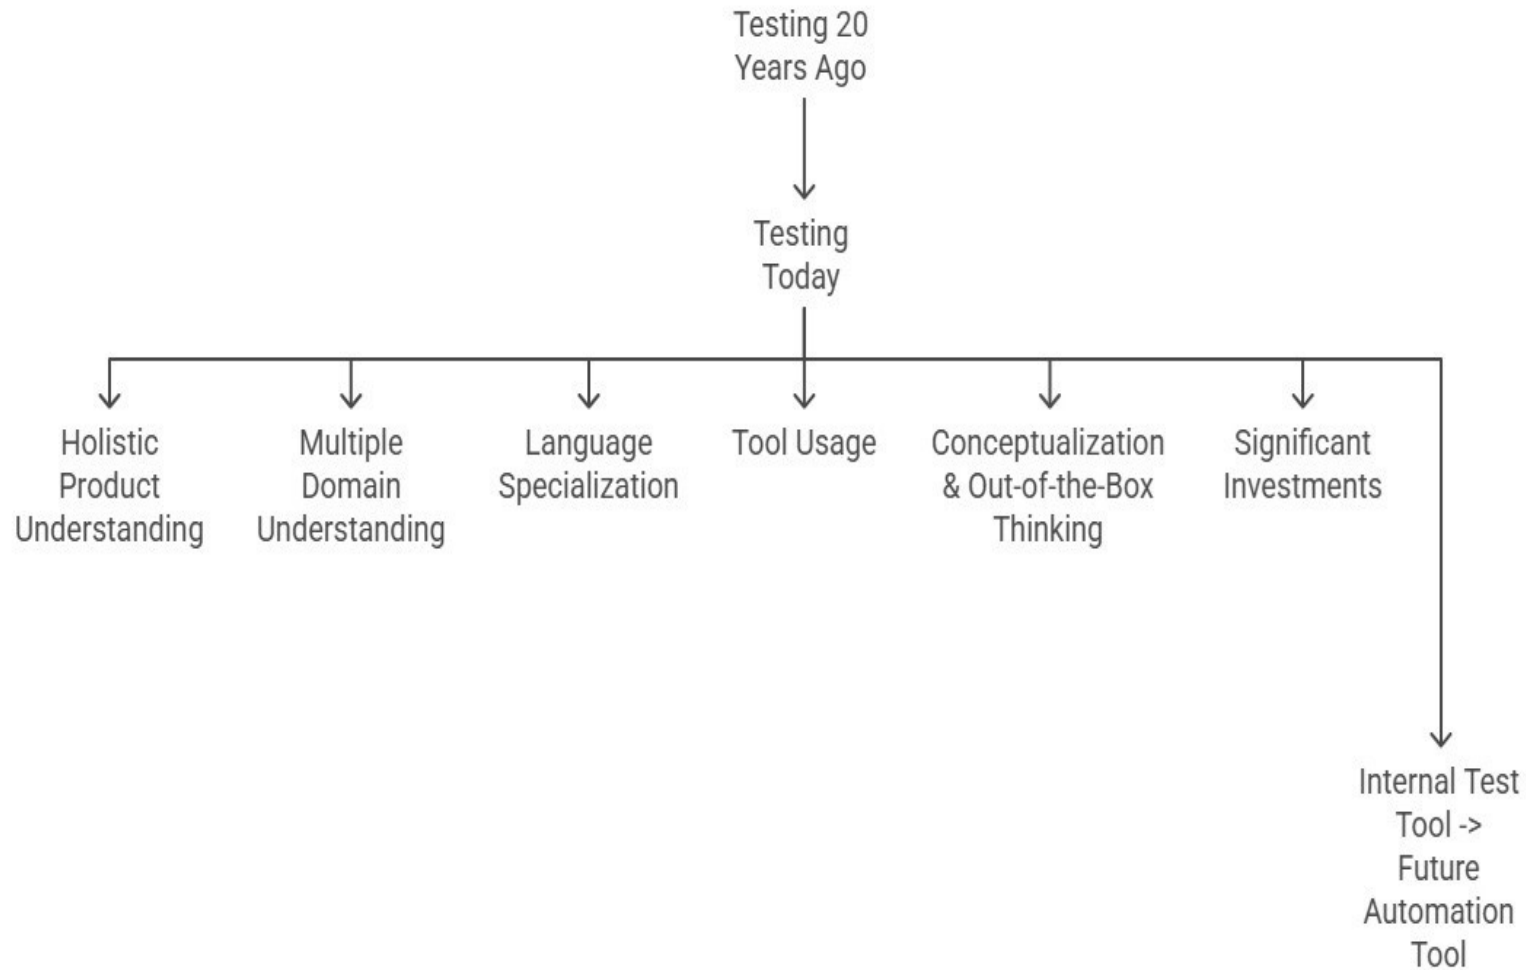 Testing 20
Years Ago
Testing
Today
Holistic
Product
Understanding
Multiple
Domain
Understanding
Language
Specialization
Tool Usage
Conceptualization
& Out-of-the-Box
Thinking
Significant
Investments
Internal Test
Tool ->
Future
Automation
Tool